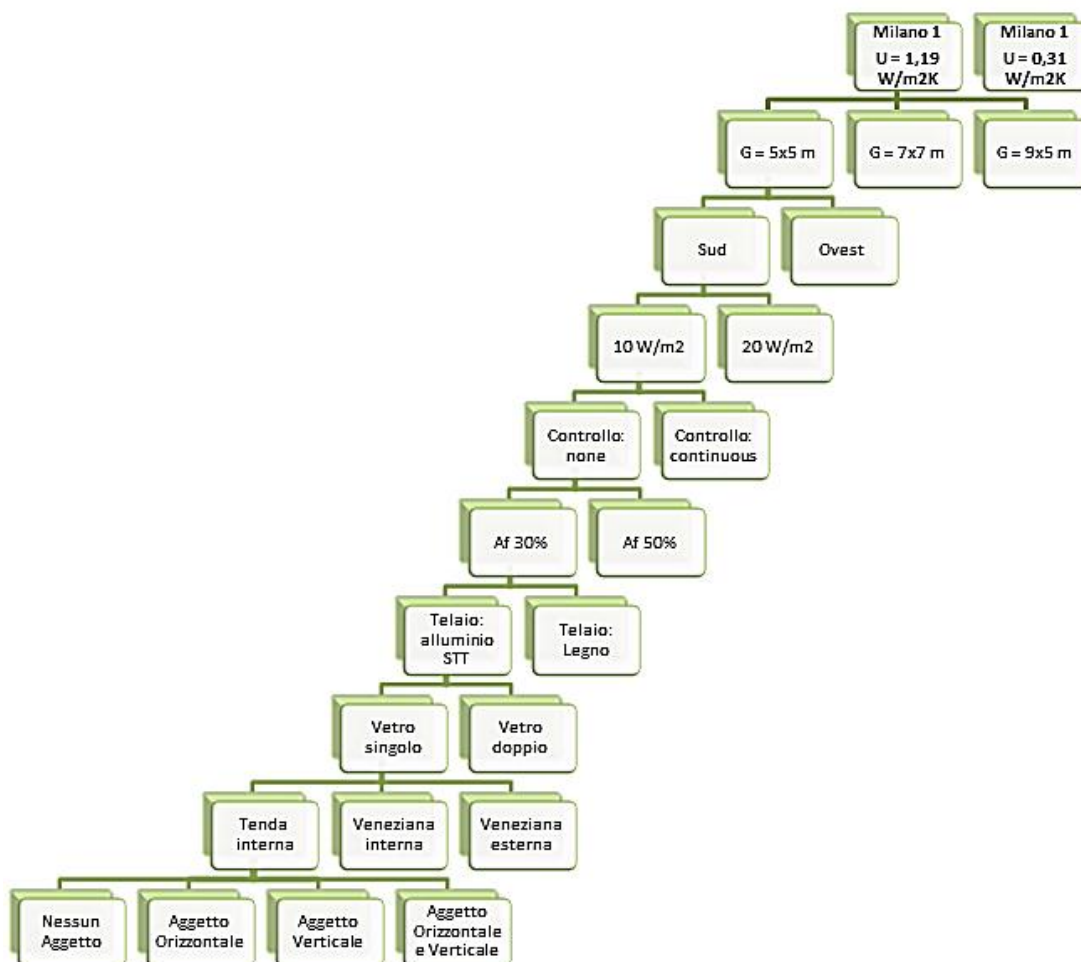 Milano 1
U = 1,19
W/m2K
Milano 1
U = 0,31
W/m2K
G = 5x5 m
G = 7x7 m
G = 9x5 m
Sud
Ovest
10 W/m2
20 W/m2
Controllo:
none
Controllo:
continuous
Af 30%
Af 50%
Telaio:
alluminio
STT
Telaio:
Legno
Vetro
singolo
Vetro
doppio
Tenda
interna
Veneziana
interna
Veneziana
esterna
Nessun
Aggetto
Aggetto
Orizzontale
Aggetto
Verticale
Aggetto
Orizzontale
e Verticale